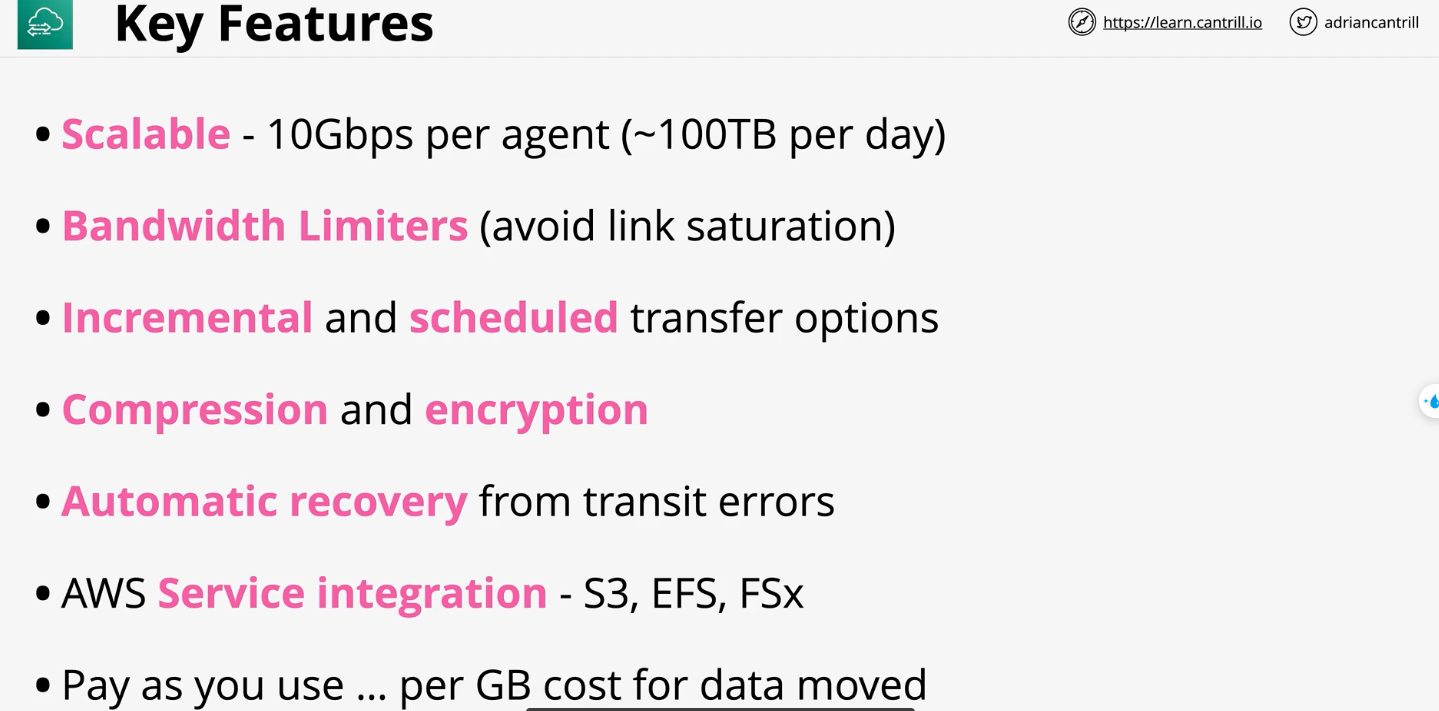 Key Features
https://learn.cantrill.io
adriancantrill
• Scalable - 10Gbps per agent (~100TB per day)
• Bandwidth Limiters (avoid link saturation)
• Incremental and scheduled transfer options
• Compression and encryption
• Automatic recovery from transit errors
• AWS Service integration - S3, EFS, FSx
• Pay as you use ... per GB cost for data moved